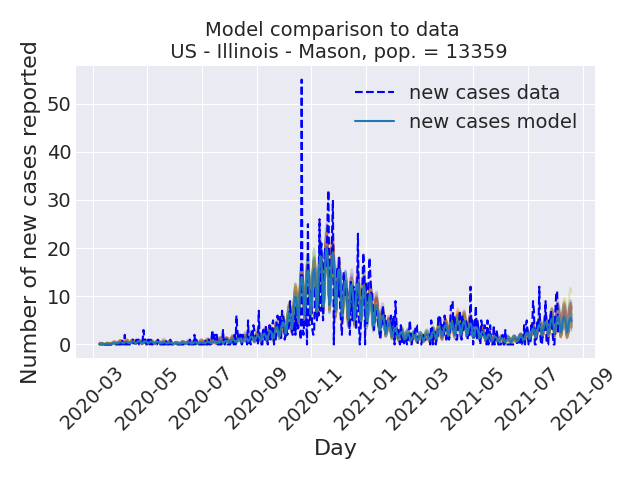 Model comparison to data
US - Illinois - Mason, pop. = 13359
Number of new cases reported
50
40
30
20
10
0
new cases data
new cases model
2020-03
2020-05
2020-07
2020-09
2020-11
2021-01
2021-03
2021-05
2021-07
2021-09
Day